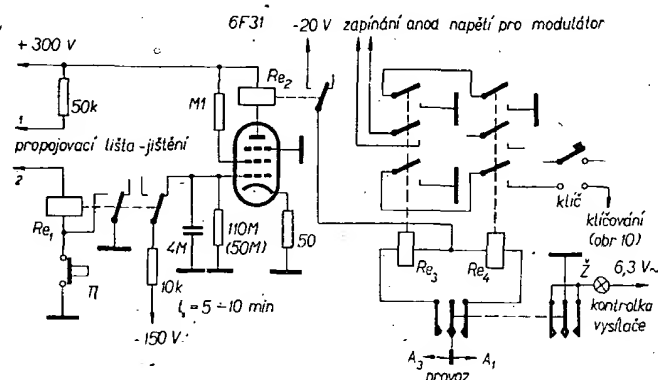 6F31
-20 V zapínání anod napětí pro modulátor
+300 V
Re2
M1
50k
1
propojovací lišta-jištění
2
Re1
Tl
4M
110M
(50M)
50
10k
-150 V
= 5 ÷ 10 min
klíč
klíčování
(obr 10)
Re3
Re4
Ž
6,3 V~
kontrolka
vysílače
A3
A1
provoz